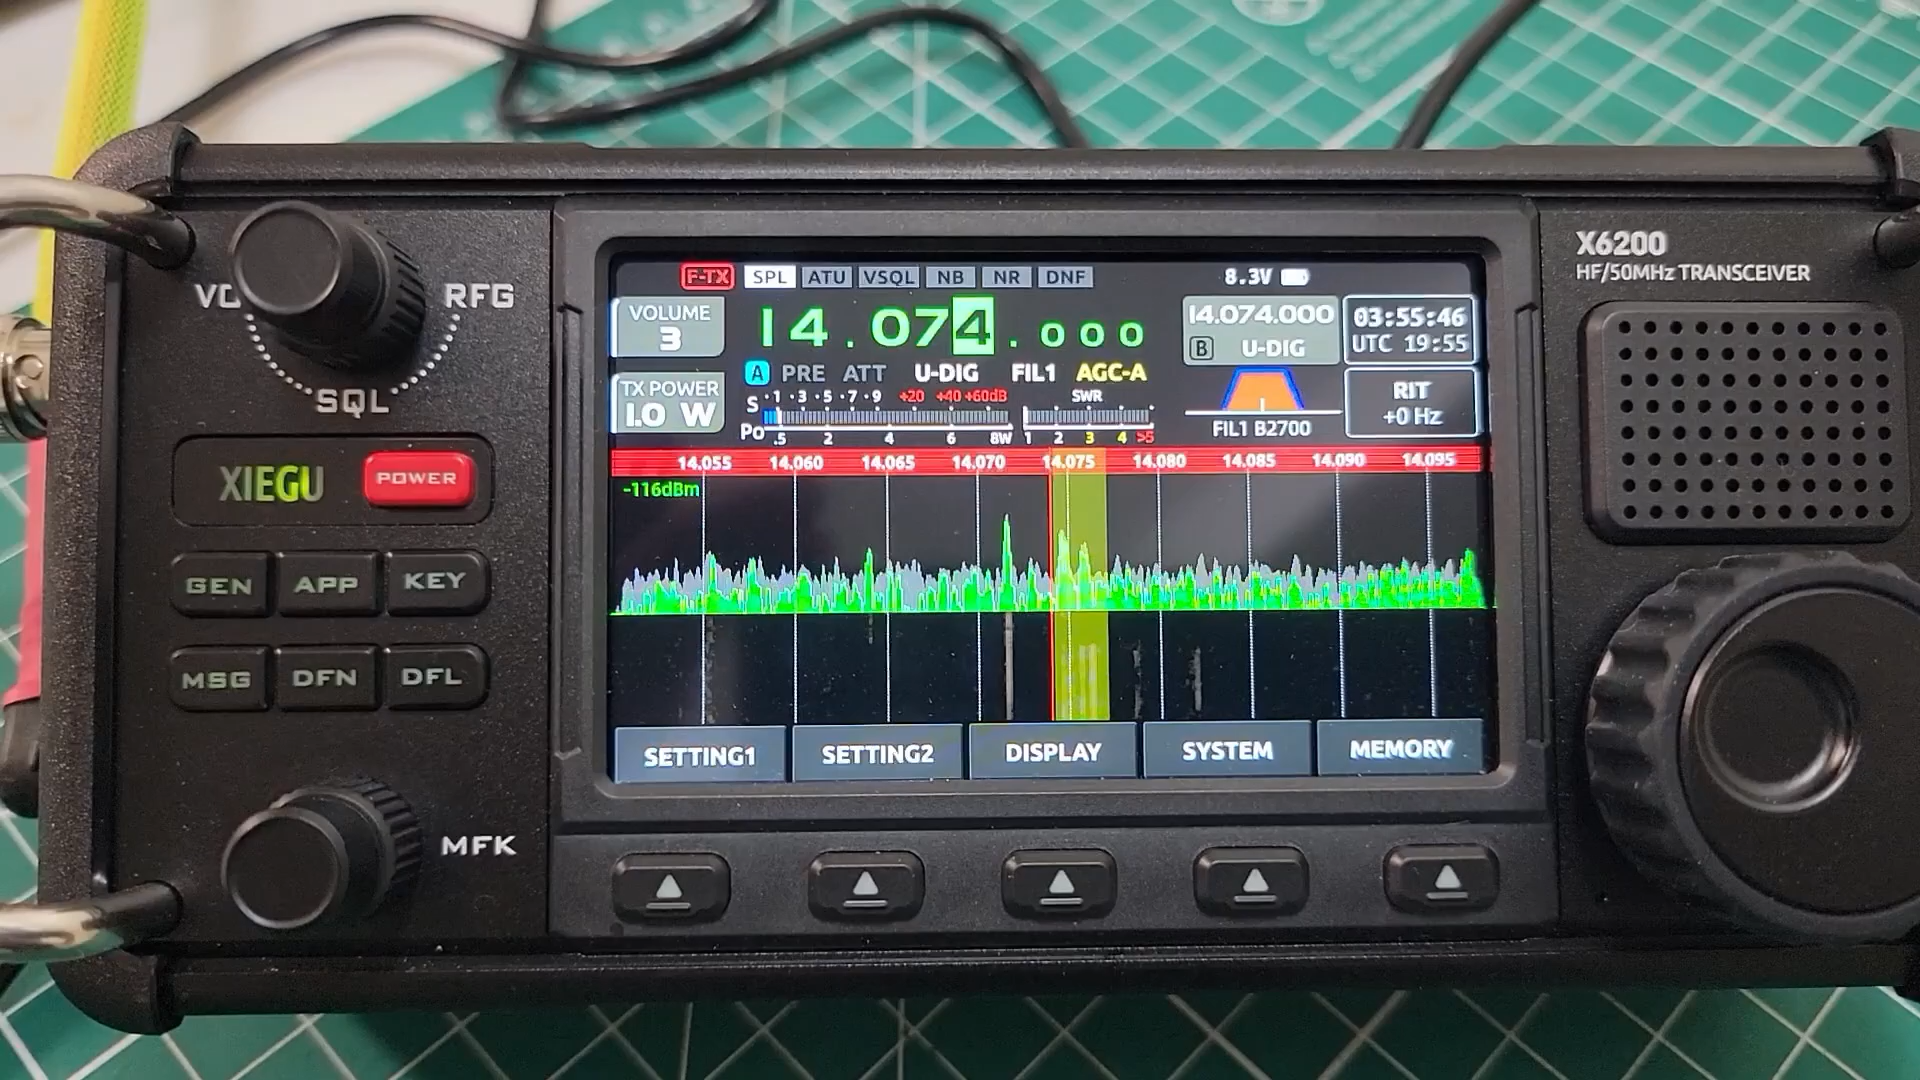 X6200
HF/50MHz TRANSCEIVER
RFG
SQL
XIEGU
POWER
GEN
APP
KEY
MSG
DFN
DFL
MFK
F-TX SPL ATU VSQL NB NR DNF 8.3V
VOLUME
3
14.074.000
14.074.000
B U-DIG
03:55:46
UTC 19:55
TX POWER
1.0 W
A PRE ATT U-DIG FIL1 AGC-A
S ·1 ·3 ·5 ·7 ·9 +20 +40 +60dB SWR
Po .5 2 4 6 8W 1 2 3 4 >5
FIL1 B2700
RIT
+0 Hz
14.055 14.060 14.065 14.070 14.075 14.080 14.085 14.090 14.095
-116dBm
SETTING1 SETTING2 DISPLAY SYSTEM MEMORY